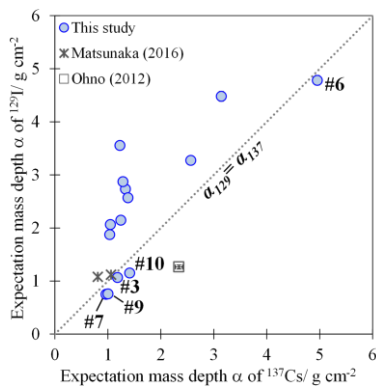 6
This study
Matsunaka (2016)
Ohno (2012)
5
4
3
2
1
0
#6
α₁₂₉ = α₁₃₇
#10
#3
#9
#7
0 1 2 3 4 5 6
Expectation mass depth α of ¹²⁹I/ g cm⁻²
Expectation mass depth α of ¹³⁷Cs/ g cm⁻²